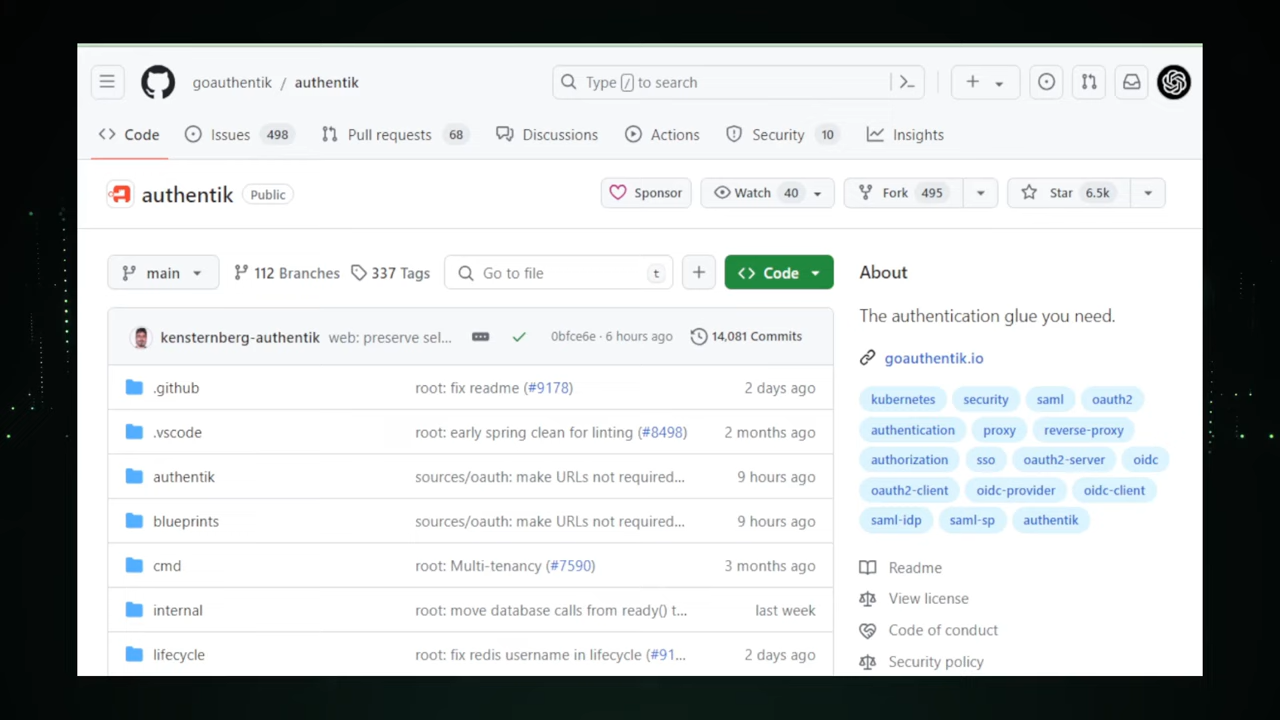 goauthentik / authentik
Type / to search
Code
Issues 498
Pull requests 68
Discussions
Actions
Security 10
Insights
authentik Public
Sponsor
Watch 40
Fork 495
Star 6.5k
main
112 Branches
337 Tags
Go to file t
Code
kensternberg-authentik web: preserve sel... 0bfce6e · 6 hours ago 14,081 Commits
.github root: fix readme (#9178) 2 days ago
.vscode root: early spring clean for linting (#8498) 2 months ago
authentik sources/oauth: make URLs not required... 9 hours ago
blueprints sources/oauth: make URLs not required... 9 hours ago
cmd root: Multi-tenancy (#7590) 3 months ago
internal root: move database calls from ready() t... last week
lifecycle root: fix redis username in lifecycle (#91... 2 days ago
About
The authentication glue you need.
goauthentik.io
kubernetes security saml oauth2
authentication proxy reverse-proxy
authorization sso oauth2-server oidc
oauth2-client oidc-provider oidc-client
saml-idp saml-sp authentik
Readme
View license
Code of conduct
Security policy